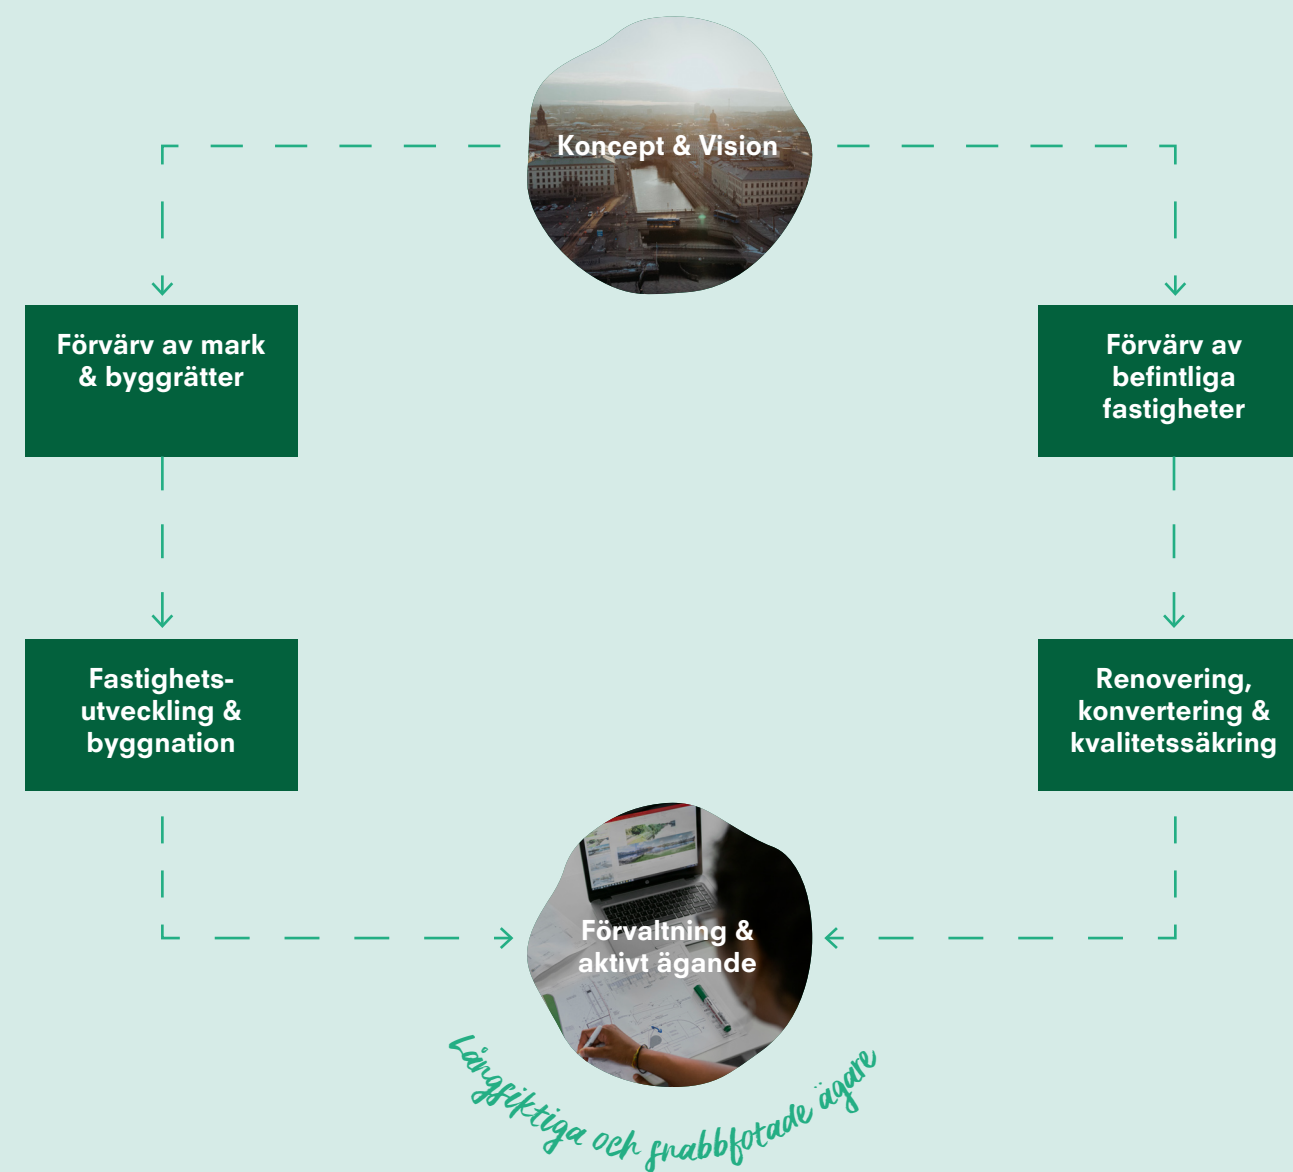 Koncept & Vision
Förvärv av mark
& byggrätter
Förvärv av
befintliga
fastigheter
Fastighets-
utveckling &
byggnation
Renovering,
konvertering &
kvalitetssäkring
Förvaltning &
aktivt ägande
Långsiktiga och snabbfotade ägare